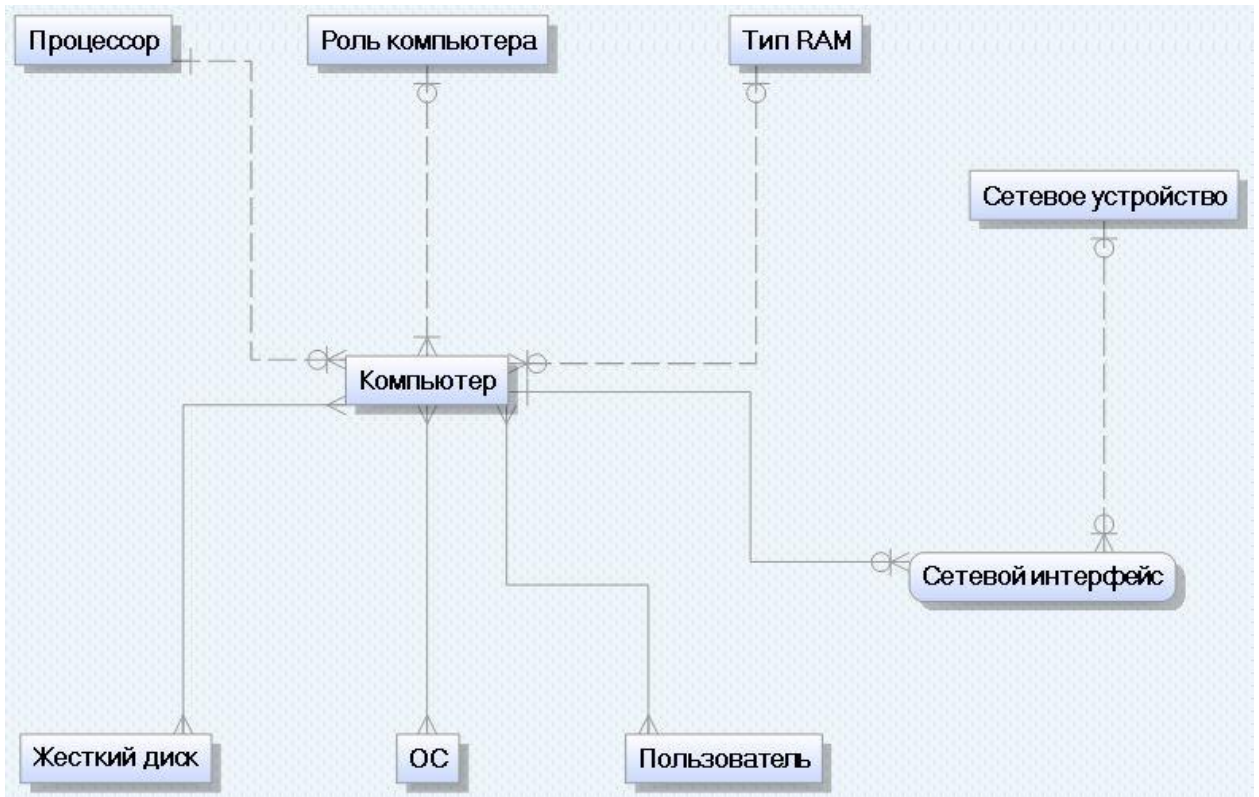 Процессор
Роль компьютера
Тип RAM
Сетевое устройство
Компьютер
Сетевой интерфейс
Жесткий диск
ОС
Пользователь